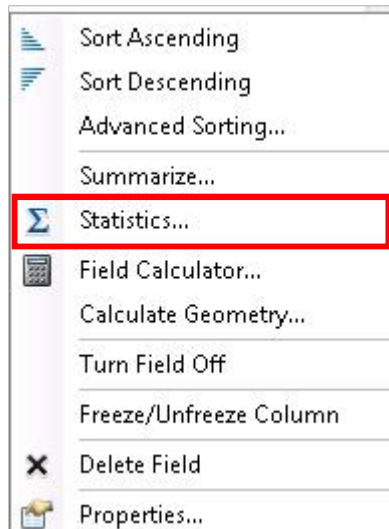 Sort Ascending
Sort Descending
Advanced Sorting...
Summarize...
Statistics...
Field Calculator...
Calculate Geometry...
Turn Field Off
Freeze/Unfreeze Column
Delete Field
Properties...